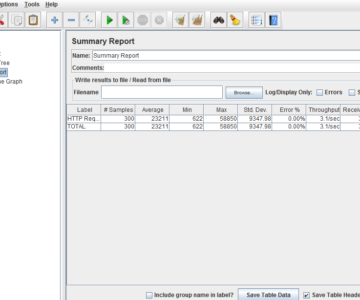 ptions Tools Help
ree
ort
e Graph
Summary Report
Name: Summary Report
Comments:
Write results to file / Read from file
Filename Browse... Log/Display Only: Errors S
Label # Samples Average Min Max Std. Dev. Error % Throughput Receiv
HTTP Req... 300 23211 622 58850 9347.98 0.00% 3.1/sec
TOTAL 300 23211 622 58850 9347.98 0.00% 3.1/sec
Include group name in label? Save Table Data Save Table Heade